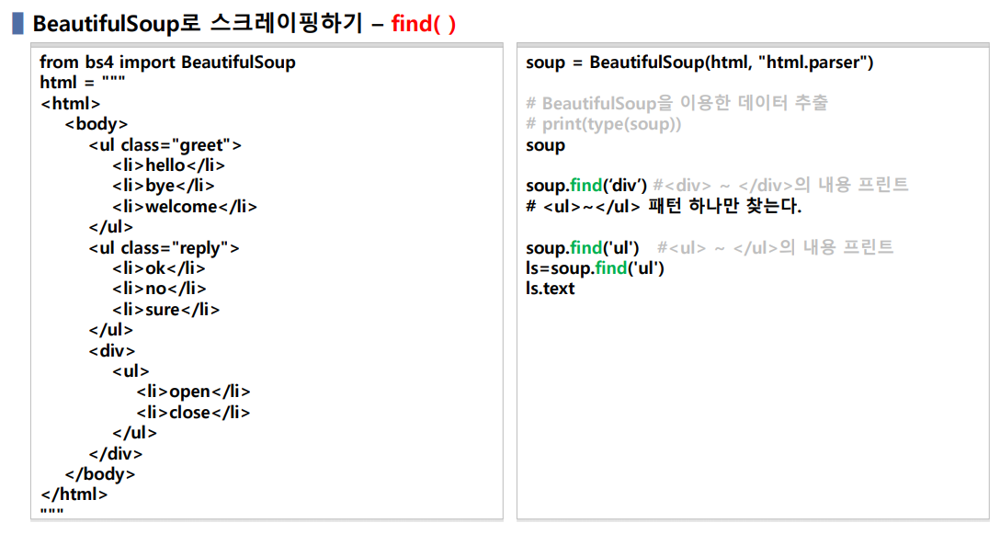 BeautifulSoup로 스크레이핑하기 – find( )
from bs4 import BeautifulSoup
html = """
<html>
<body>
<ul class="greet">
<li>hello</li>
<li>bye</li>
<li>welcome</li>
</ul>
<ul class="reply">
<li>ok</li>
<li>no</li>
<li>sure</li>
</ul>
<div>
<ul>
<li>open</li>
<li>close</li>
</ul>
</div>
</body>
</html>
"""
soup = BeautifulSoup(html, "html.parser")
# BeautifulSoup을 이용한 데이터 추출
# print(type(soup))
soup
soup.find(‘div’) #<div> ~ </div>의 내용 프린트
# <ul>~</ul> 패턴 하나만 찾는다.
soup.find('ul') #<ul> ~ </ul>의 내용 프린트
ls=soup.find('ul')
ls.text